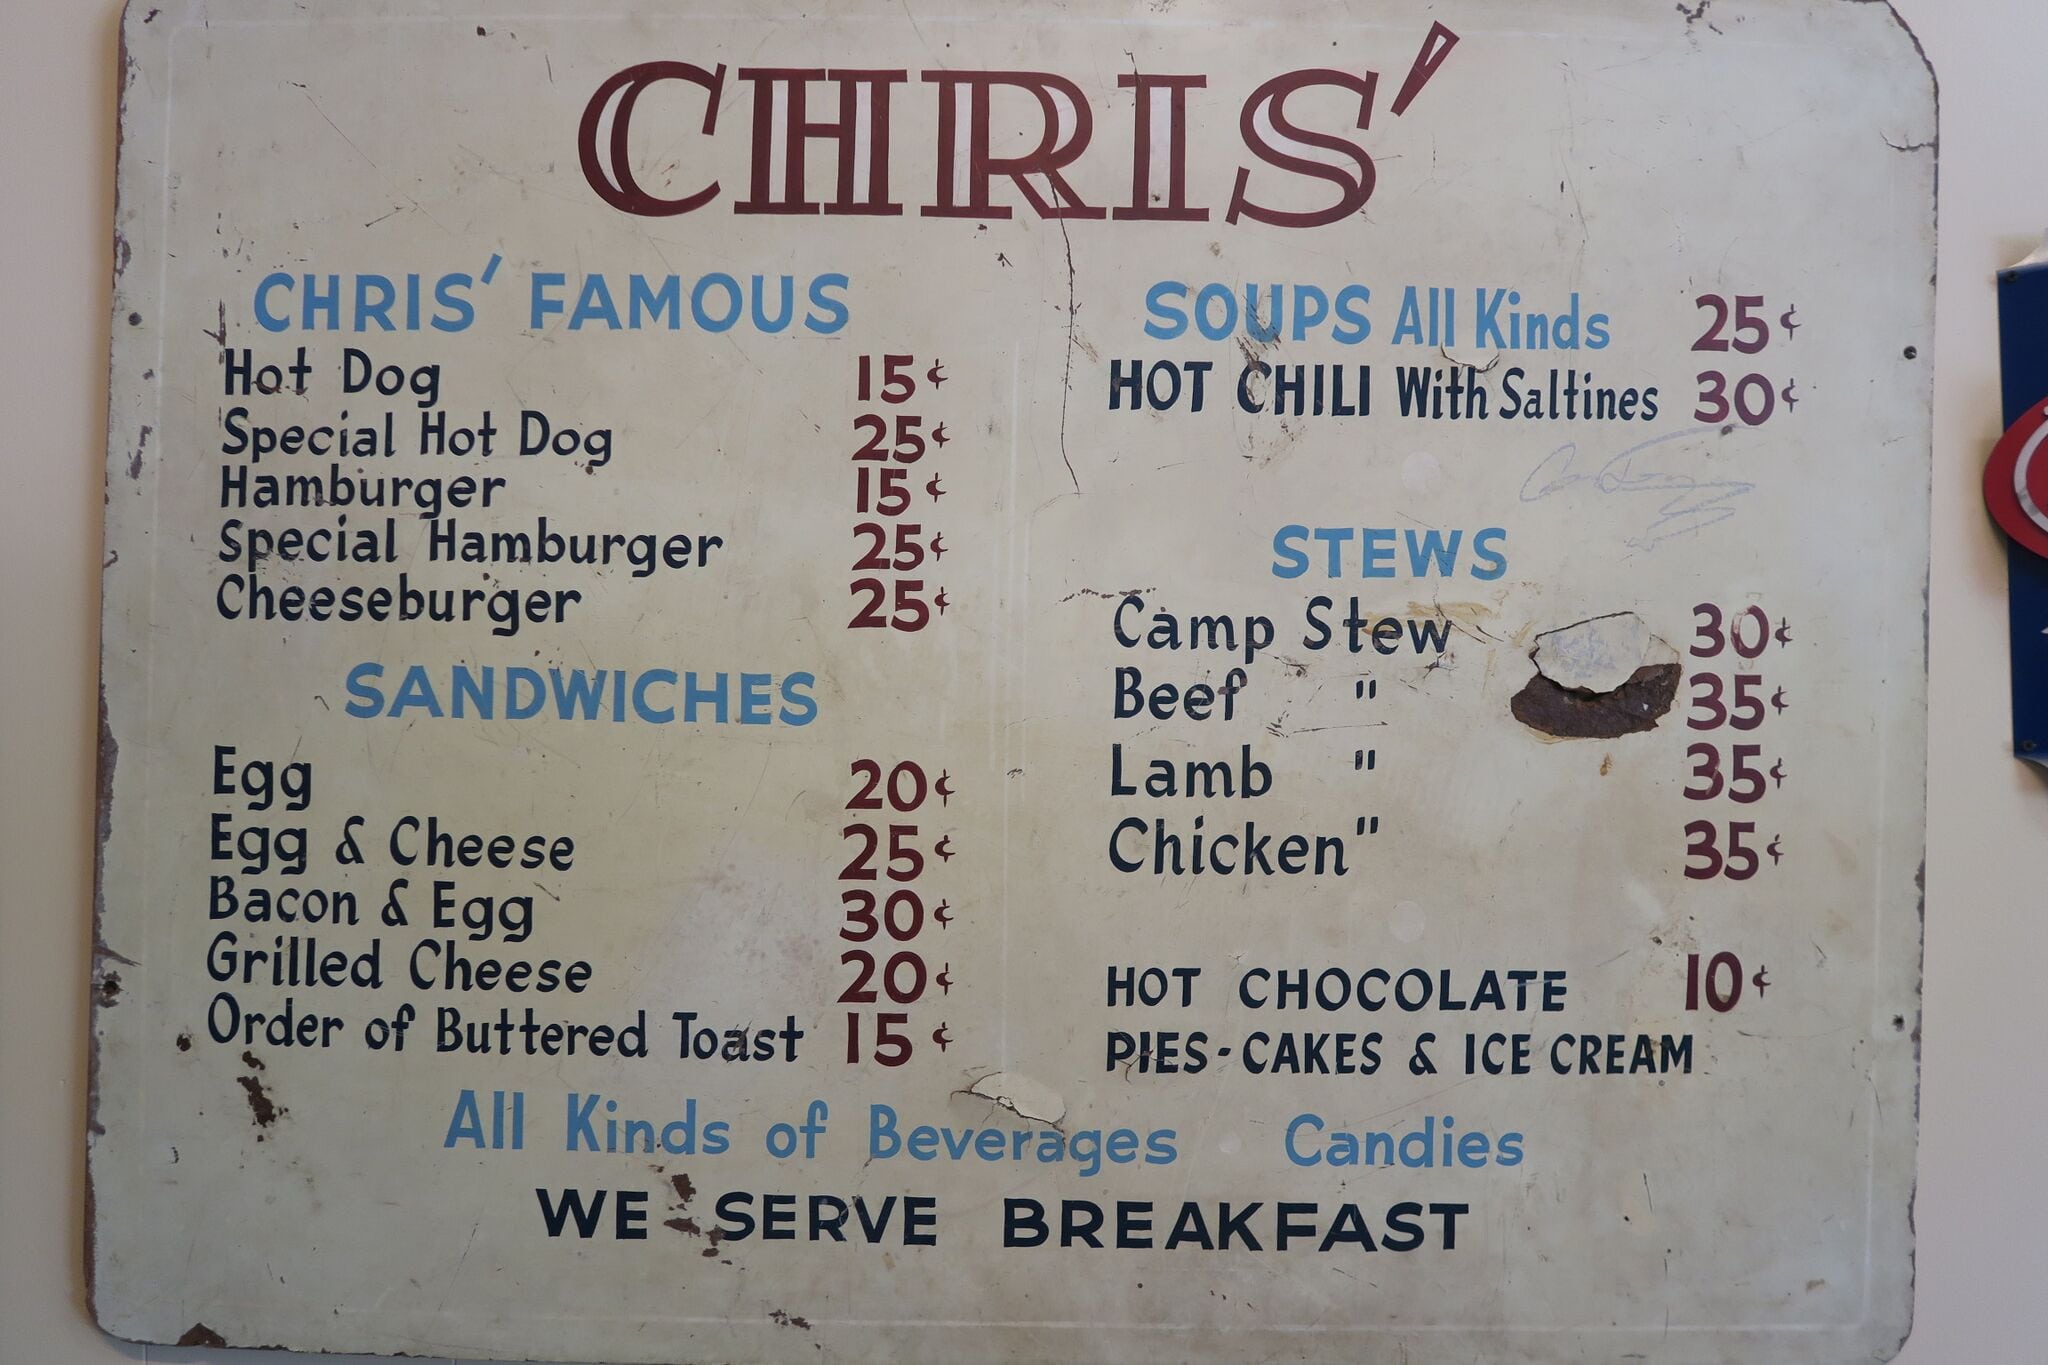 CHRIS'
CHRIS' FAMOUS
Hot Dog 15¢
Special Hot Dog 25¢
Hamburger 15¢
Special Hamburger 25¢
Cheeseburger 25¢
SANDWICHES
Egg 20¢
Egg & Cheese 25¢
Bacon & Egg 30¢
Grilled Cheese 20¢
Order of Buttered Toast 15¢
SOUPS All Kinds 25¢
HOT CHILI With Saltines 30¢
STEWS
Camp Stew 30¢
Beef " 35¢
Lamb " 35¢
Chicken " 35¢
HOT CHOCOLATE 10¢
PIES-CAKES & ICE CREAM
All Kinds of Beverages Candies
WE SERVE BREAKFAST